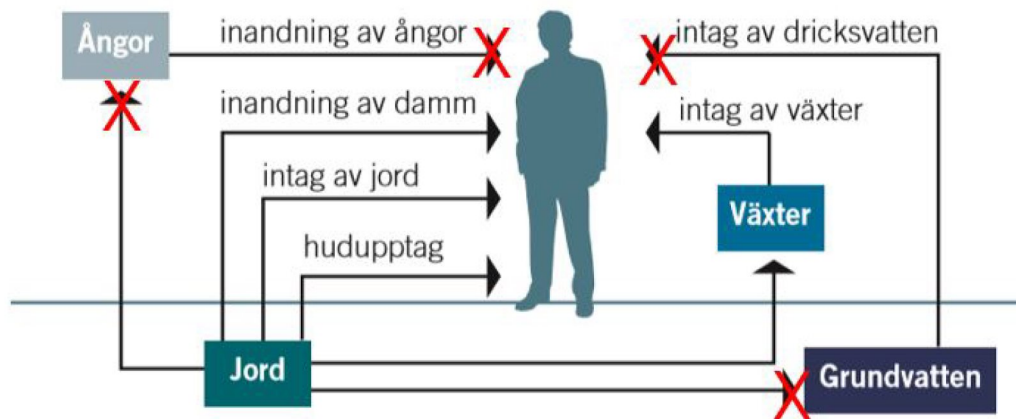 Ångor
inandning av ångor
intag av dricksvatten
inandning av damm
intag av växter
intag av jord
Växter
hudupptag
Jord
Grundvatten